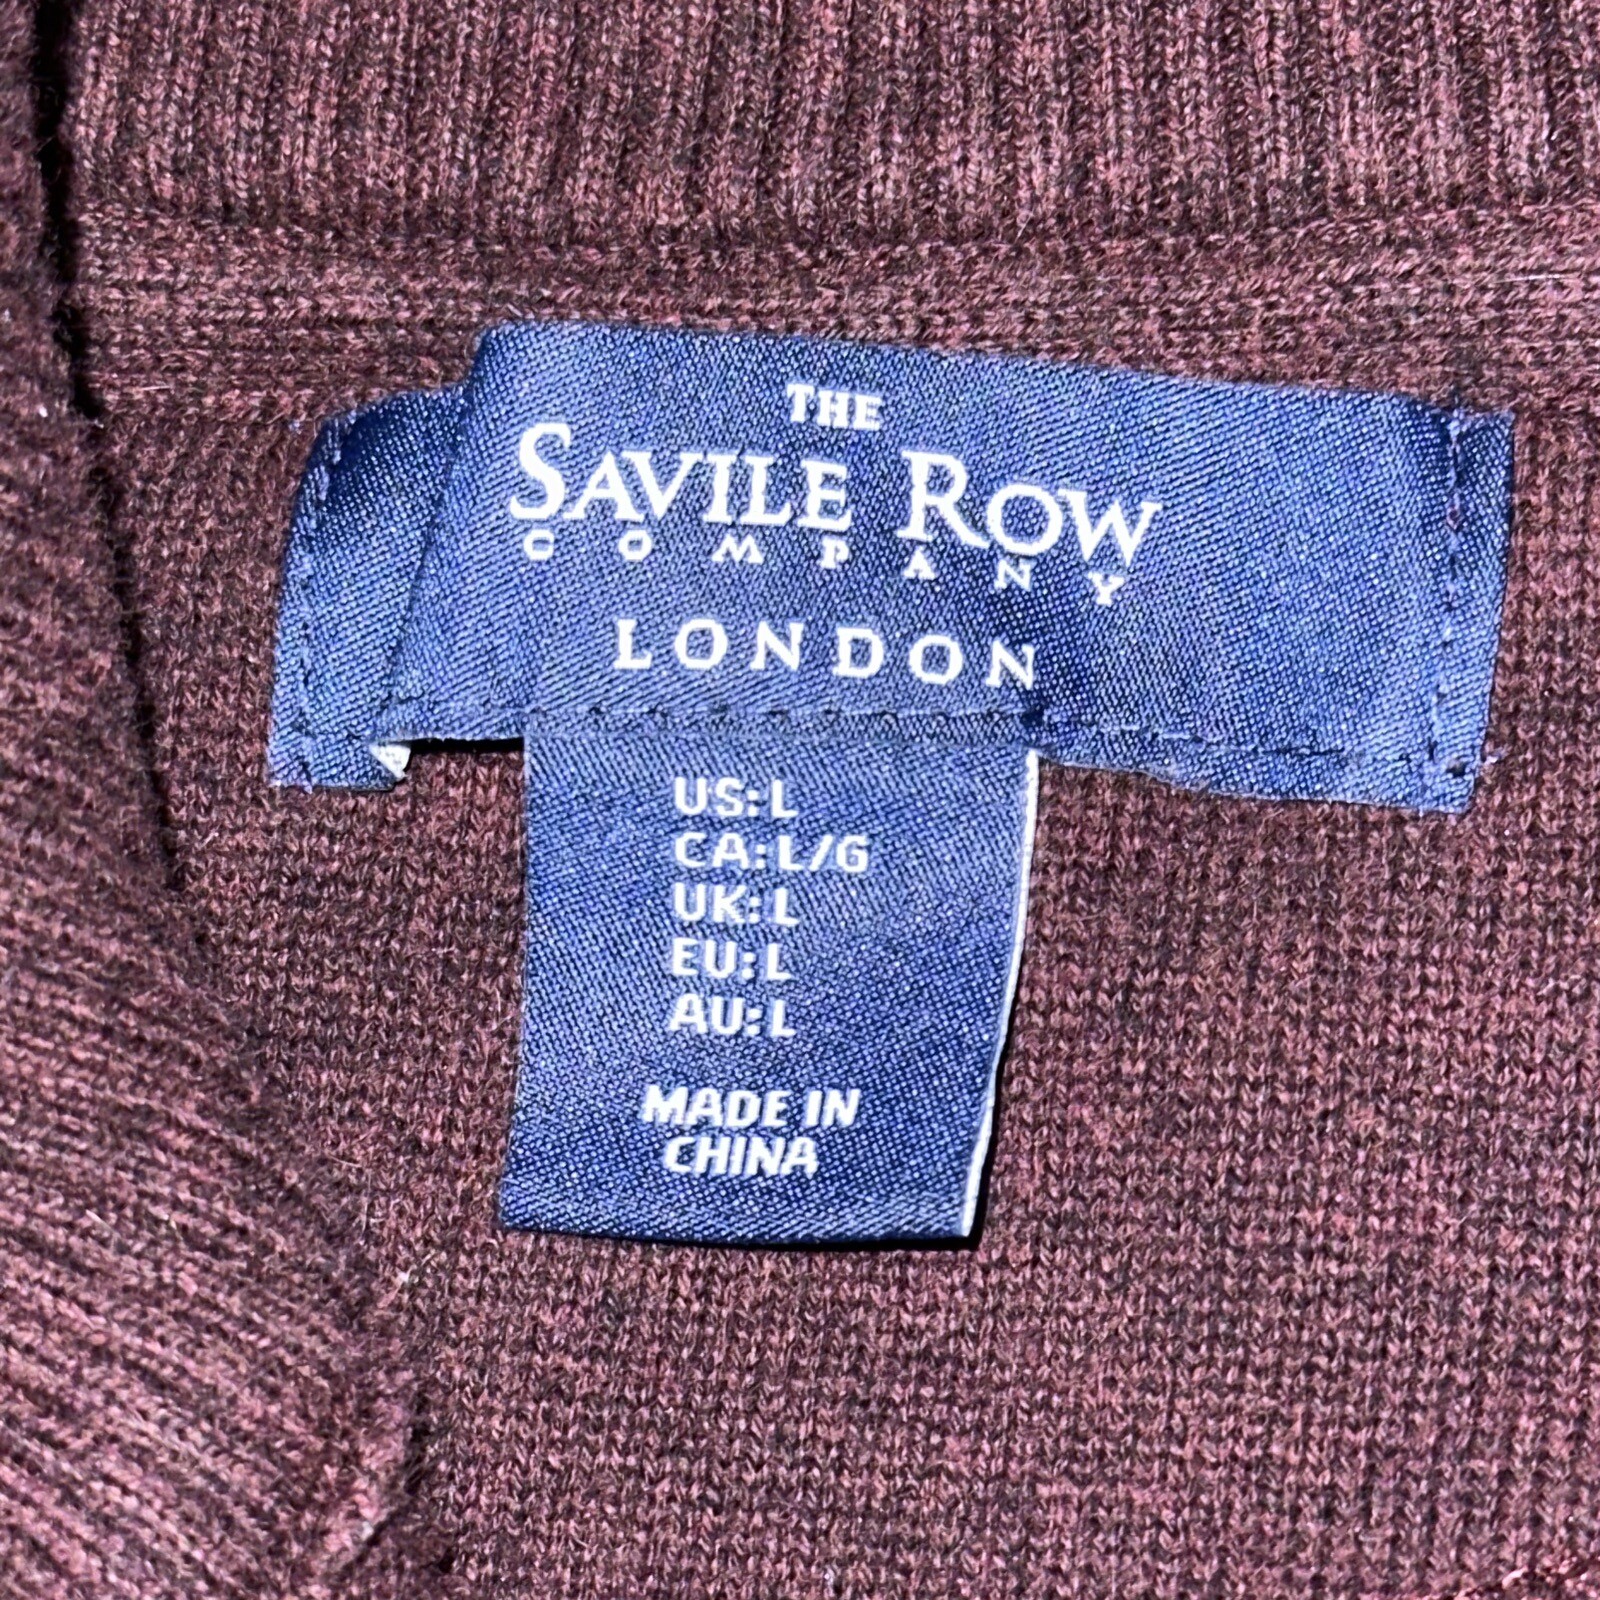 THE
SAVILE ROW
COMPANY
LONDON
US:L
CA:L/G
UK:L
EU:L
AU:L
MADE IN
CHINA